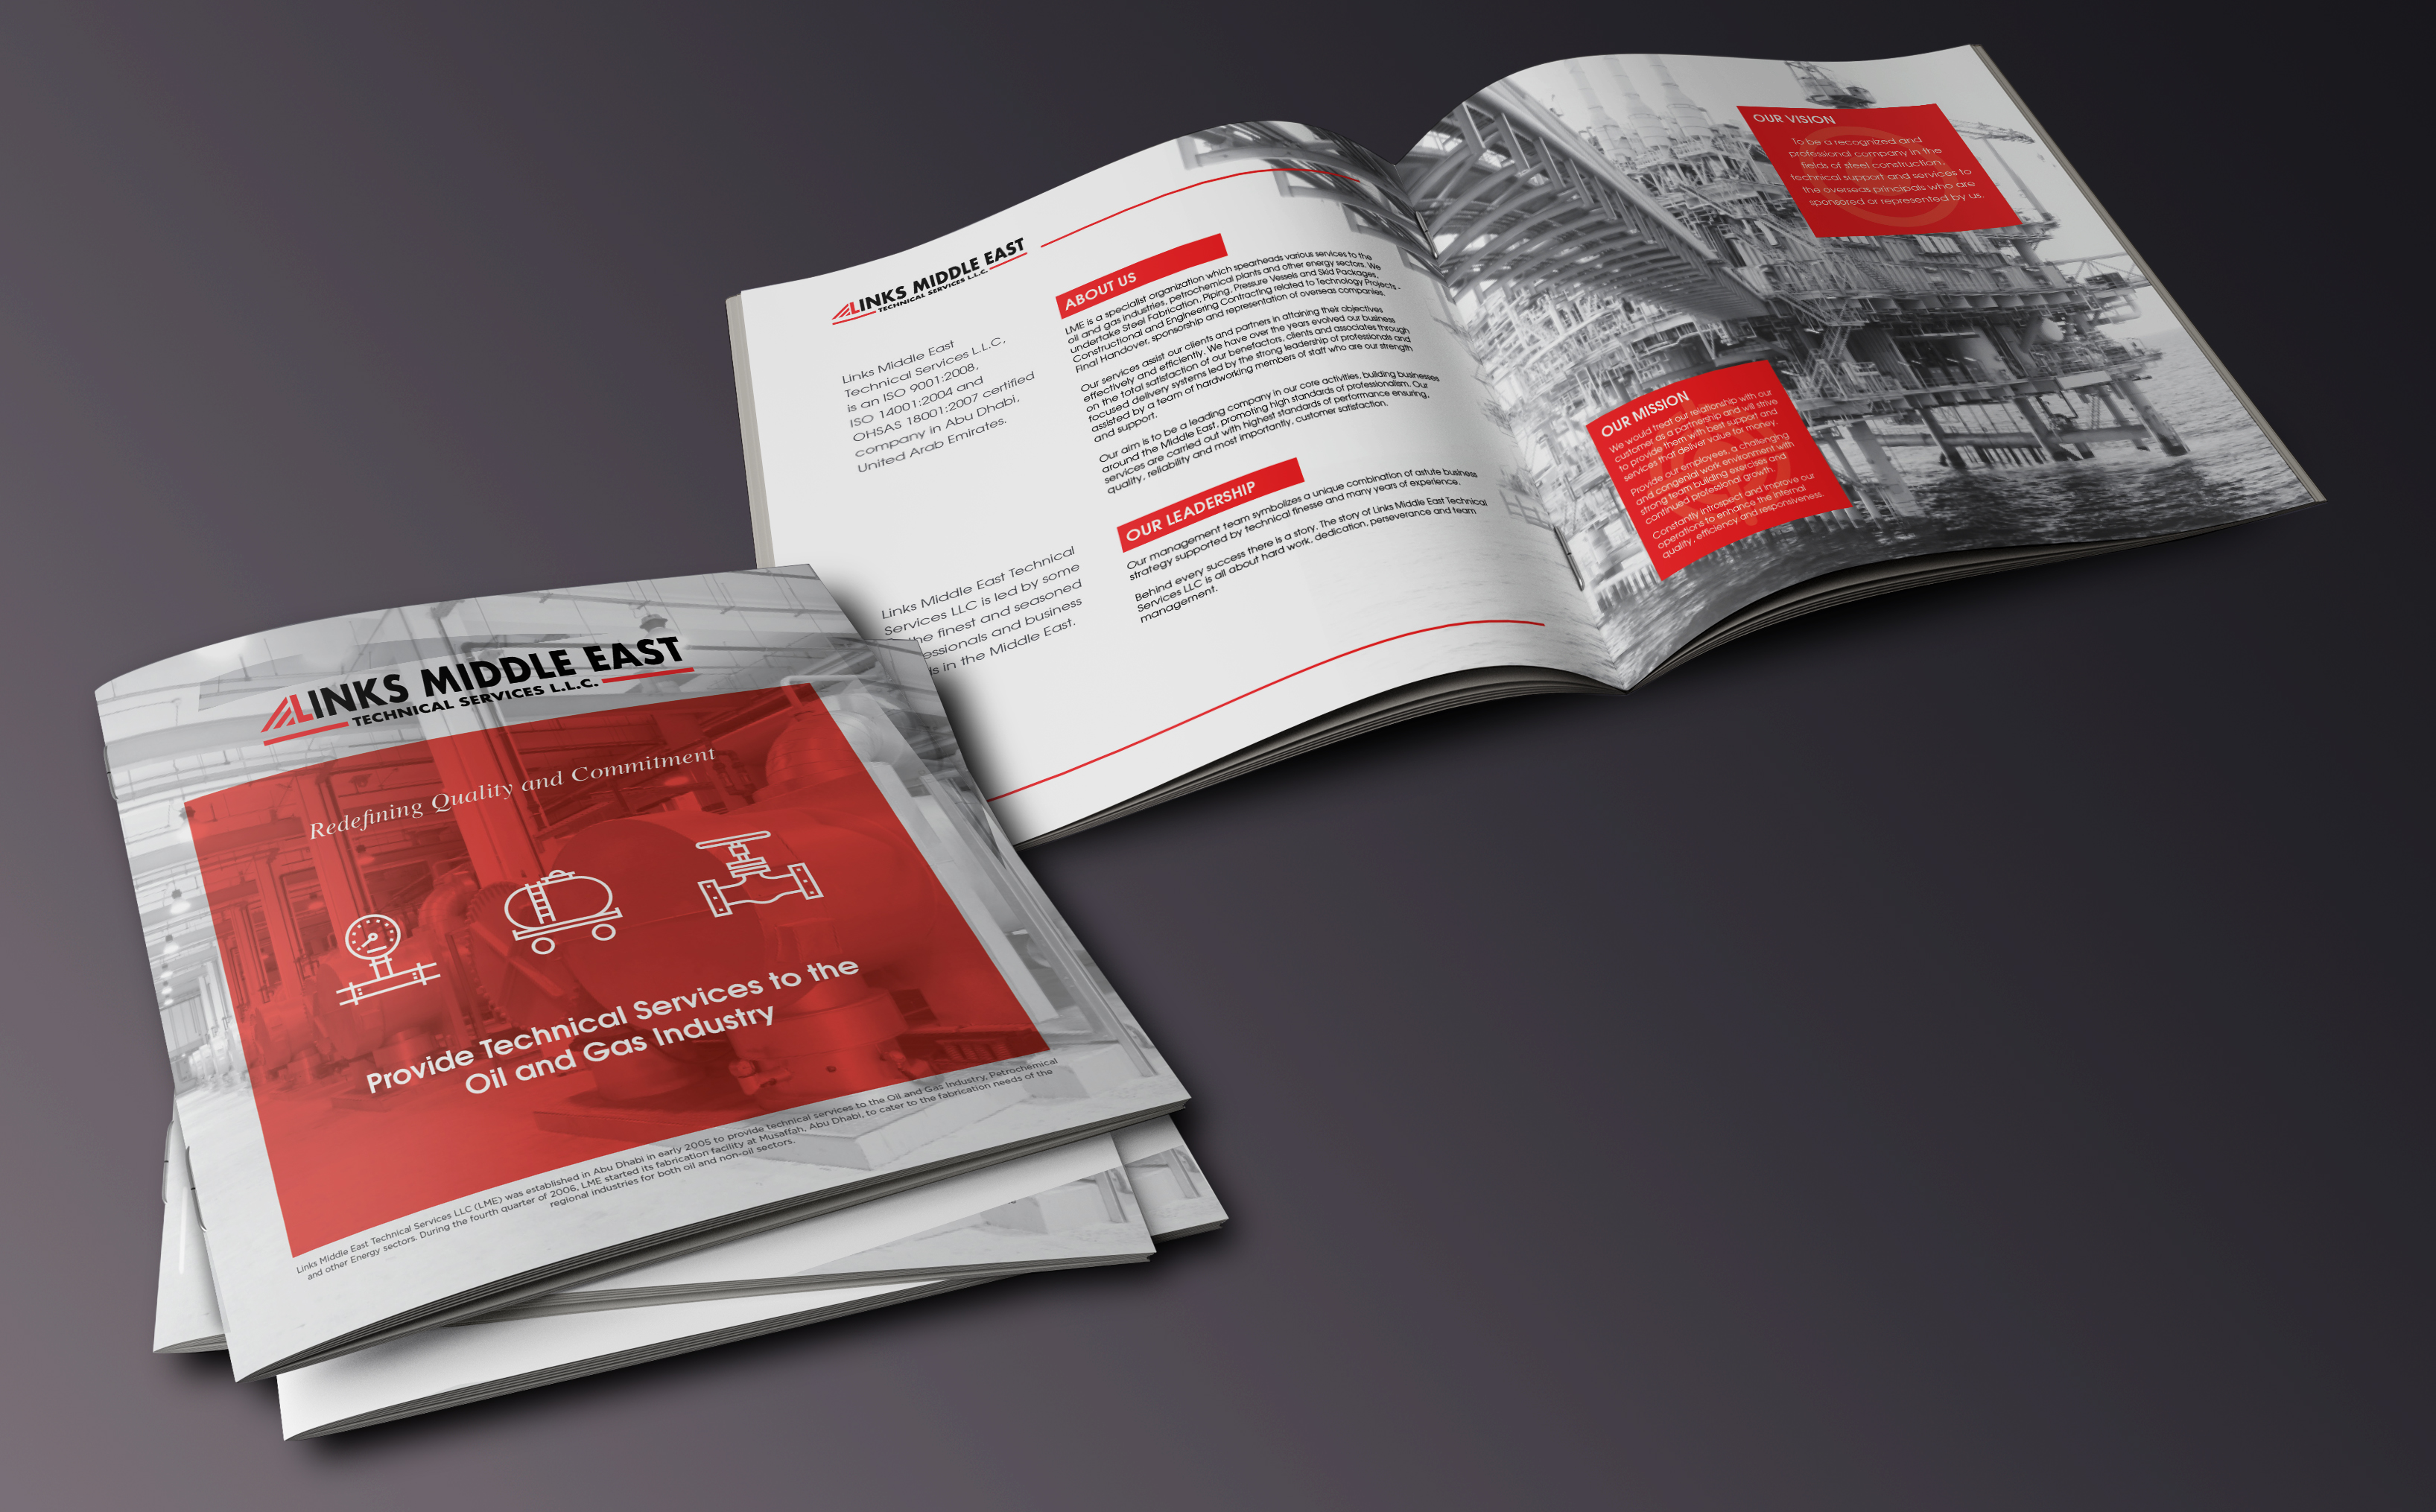 LINKS MIDDLE EAST
TECHNICAL SERVICES L.L.C.
Refining Quality and Commitment
Provide Technical Services to the
Oil and Gas Industry
Links Middle East Technical Services LLC (LME) was established in Abu Dhabi in early 2005 to provide technical services to the Oil and Gas Industry, Petrochemical
and other Energy sectors. During the fourth quarter of 2006, LME started its fabrication facility at Musaffah, Abu Dhabi, to cater to the fabrication needs of the
regional industries for both oil and non-oil sectors.
LINKS MIDDLE EAST
TECHNICAL SERVICES L.L.C.
Links Middle East
Technical Services L.L.C,
is an ISO 9001:2008,
ISO 14001:2004 and
OHSAS 18001:2007 certified
company in Abu Dhabi,
United Arab Emirates.
Links Middle East Technical
Services LLC is led by some
the finest and seasoned
and business
in the Middle East.
ABOUT US
LME is a specialist organization which spearheads various services to the
oil and gas industries, petrochemical plants and other energy sectors. We
undertake Steel Fabrication, Piping, Pressure Vessels and Skid Packages,
Constructional and Engineering Contracting related to Technology Projects -
Final Handover, sponsorship and representation of overseas companies.
Our services assist our clients and partners in attaining their objectives
effectively and efficiently. We have over the years evolved our business
on the total satisfaction of our benefactors, clients and associates through
focused delivery systems led by the strong leadership of professionals and
assisted by a team of hardworking members of staff who are our strength
and support.
Our aim is to be a leading company in our core activities, building businesses
around the Middle East, promoting high standards of professionalism. Our
services are carried out with highest standards of performance ensuring,
quality, reliability and most importantly, customer satisfaction.
OUR LEADERSHIP
Our management team symbolizes a unique combination of astute business
strategy supported by technical finesse and many years of experience.
Behind every success there is a story. The story of Links Middle East Technical
Services LLC is all about hard work, dedication, perseverance and team
management.
OUR VISION
To be a recognized and
professional company in the
fields of steel construction,
technical support and services to
the overseas principals who are
sponsored or represented by us.
OUR MISSION
We would treat our relationship with our
customer as a partnership and will strive
to provide them with best support and
services that deliver value for money.
Provide our employees, a challenging
and congenial work environment with
strong team building exercises and
continued professional growth.
Constantly introspect and improve our
operations to enhance the internal
quality, efficiency and responsiveness.